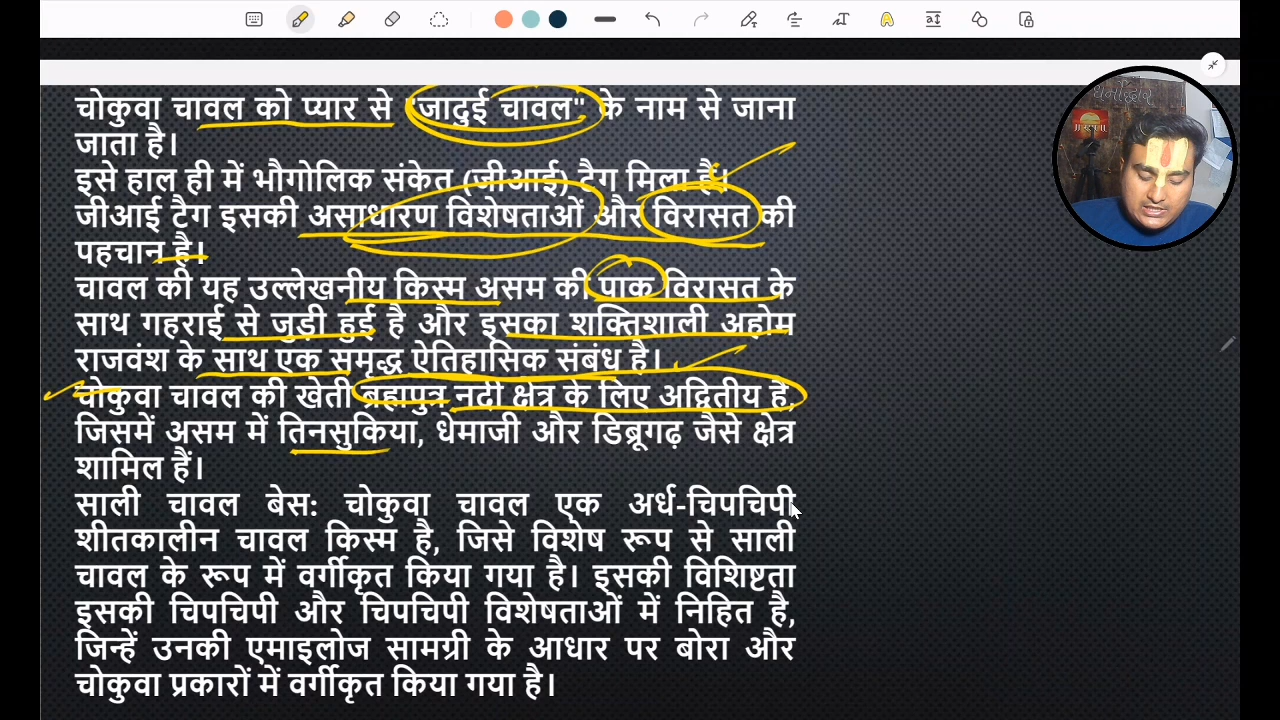 चोकुवा चावल को प्यार से "जादुई चावल" के नाम से जाना
जाता है।
इसे हाल ही में भौगोलिक संकेत (जीआई) टैग मिला है।
जीआई टैग इसकी असाधारण विशेषताओं और विरासत की
पहचान है।
चावल की यह उल्लेखनीय किस्म असम की पाक विरासत के
साथ गहराई से जुड़ी हुई है और इसका शक्तिशाली अहोम
राजवंश के साथ एक समृद्ध ऐतिहासिक संबंध है।
चोकुवा चावल की खेती ब्रह्मपुत्र नदी क्षेत्र के लिए अद्वितीय है,
जिसमें असम में तिनसुकिया, धेमाजी और डिब्रूगढ़ जैसे क्षेत्र
शामिल हैं।
साली चावल बेस: चोकुवा चावल एक अर्ध-चिपचिपी
शीतकालीन चावल किस्म है, जिसे विशेष रूप से साली
चावल के रूप में वर्गीकृत किया गया है। इसकी विशिष्टता
इसकी चिपचिपी और चिपचिपी विशेषताओं में निहित है,
जिन्हें उनकी एमाइलोज सामग्री के आधार पर बोरा और
चोकुवा प्रकारों में वर्गीकृत किया गया है।